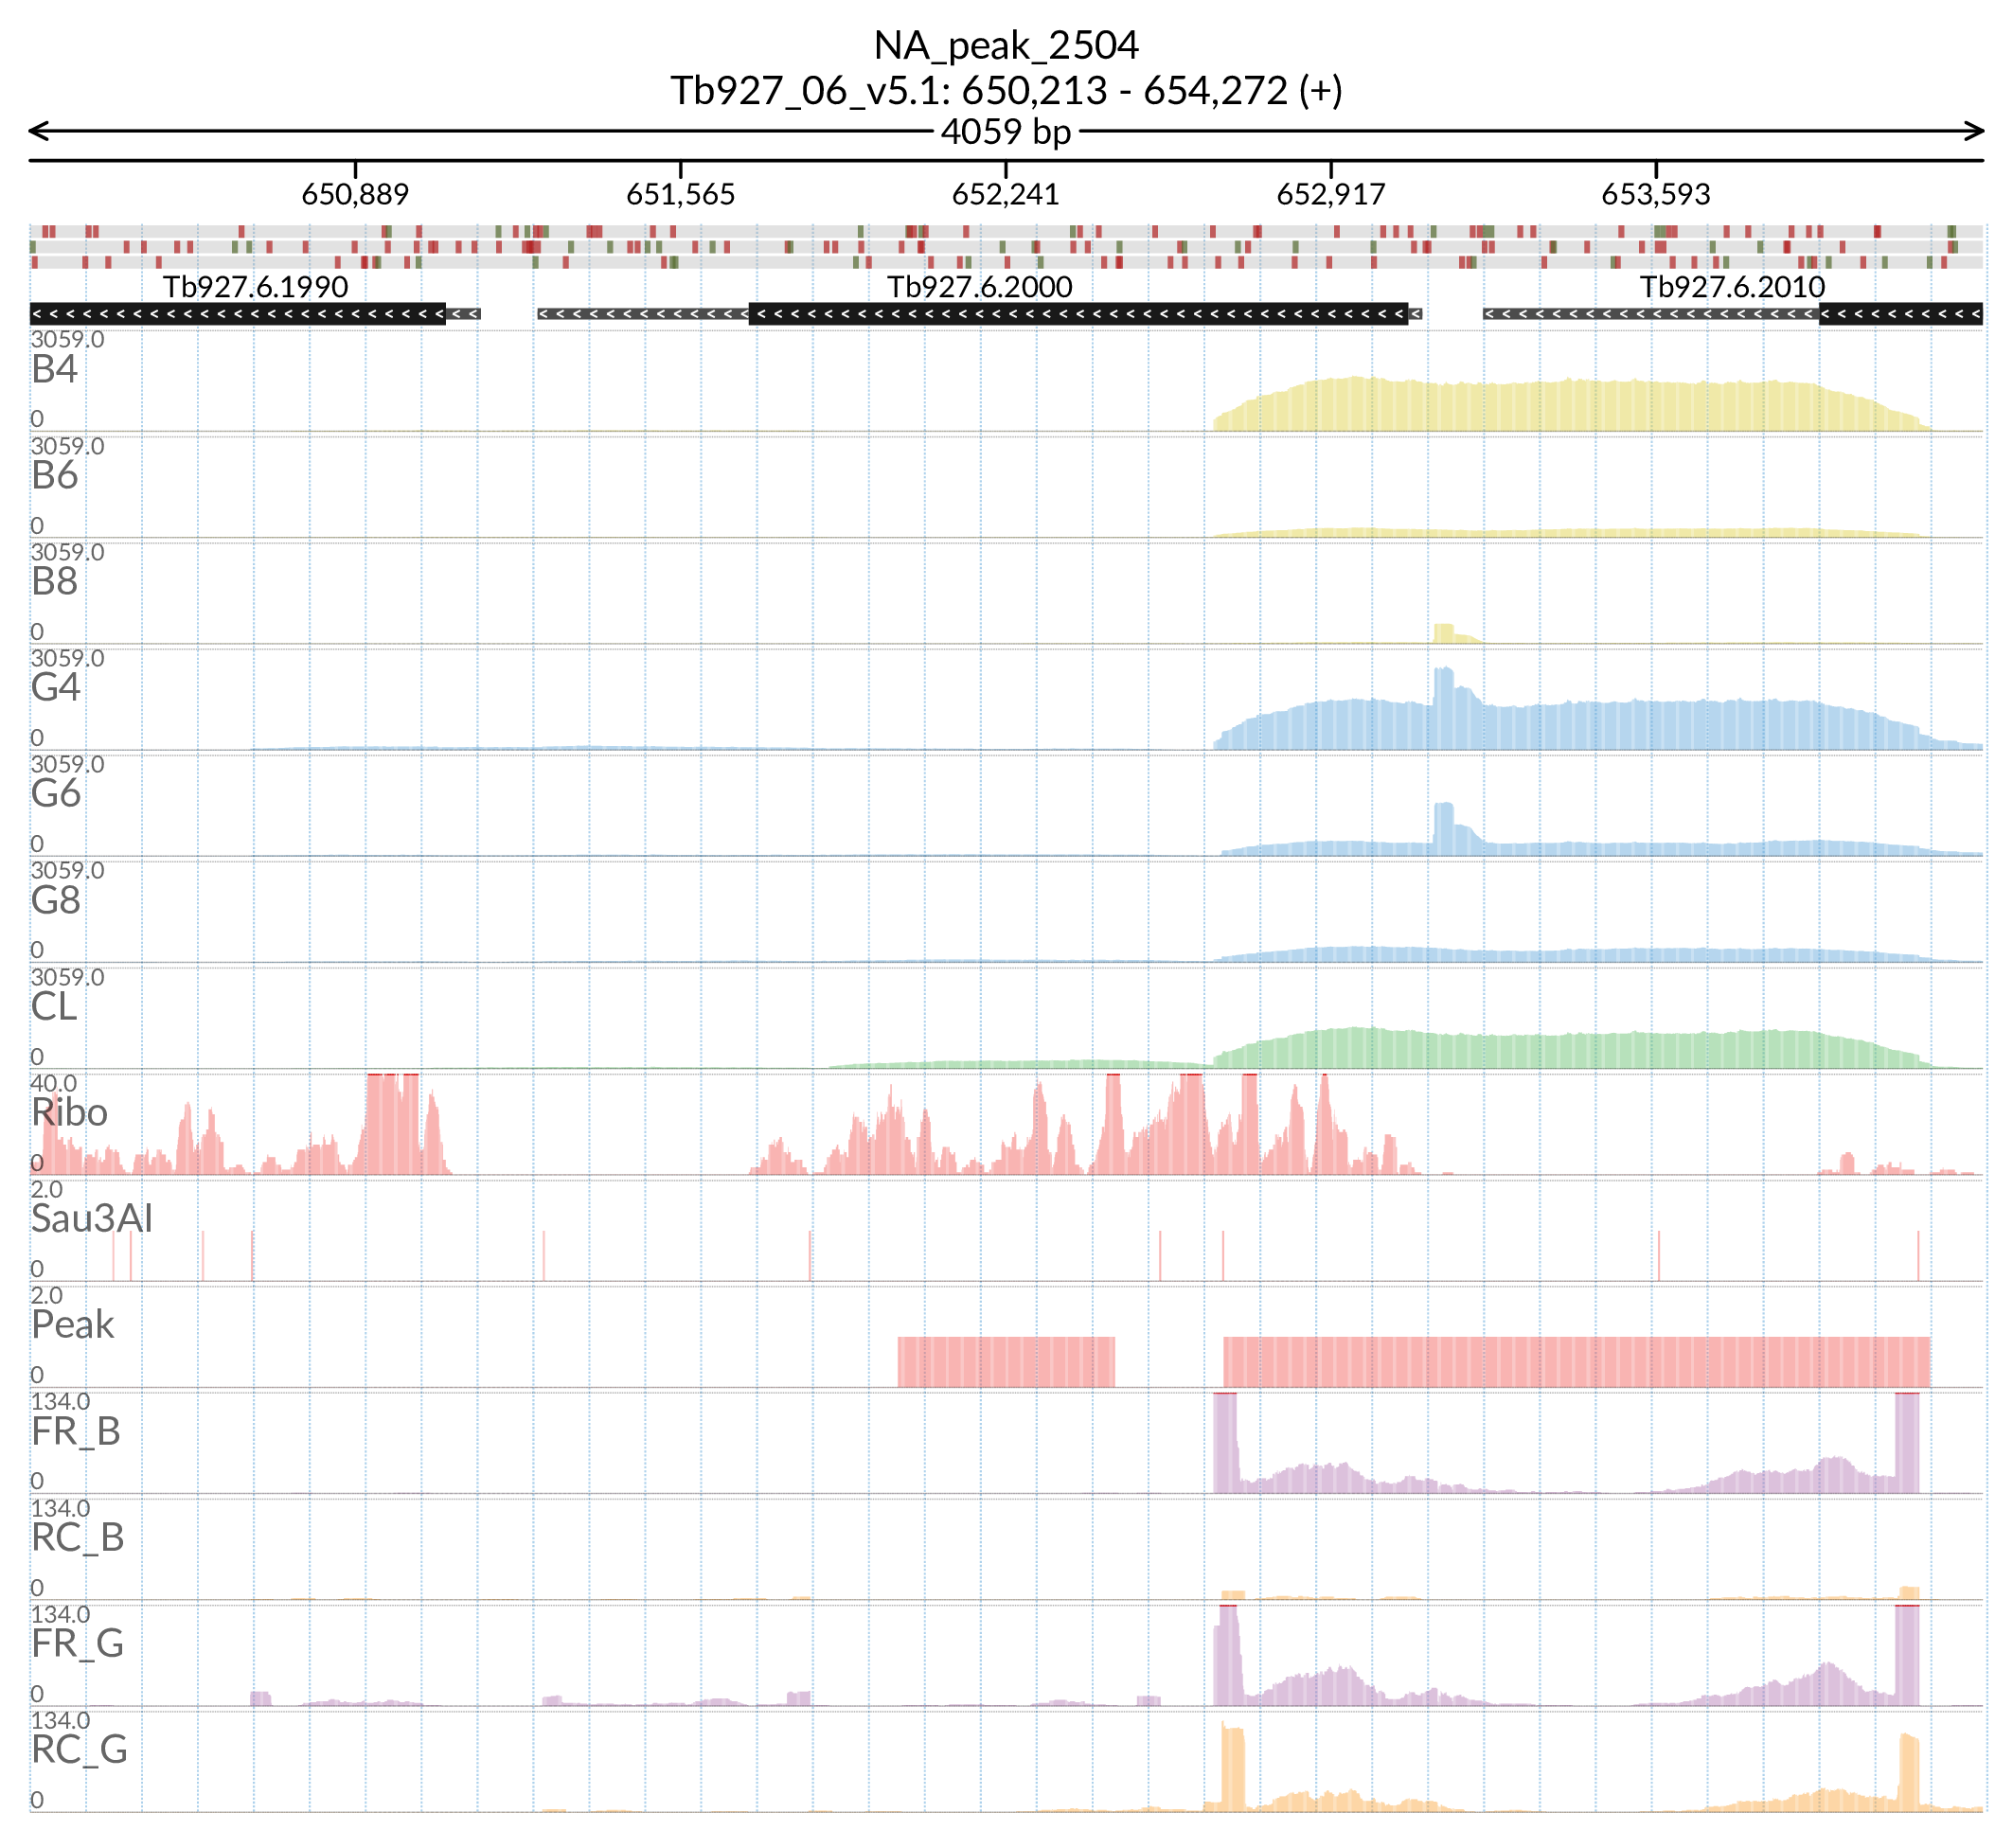 NA_peak_2504
Tb927_06_v5.1: 650,213 - 654,272 (+)
4059 bp
650,889 651,565 652,241 652,917 653,593
Tb927.6.1990 Tb927.6.2000 Tb927.6.2010
3059.0
B4
0
3059.0
B6
0
3059.0
B8
0
3059.0
G4
0
3059.0
G6
0
3059.0
G8
0
3059.0
CL
0
40.0
Ribo
0
2.0
Sau3AI
0
2.0
Peak
0
134.0
FR_B
0
134.0
RC_B
0
134.0
FR_G
0
134.0
RC_G
0